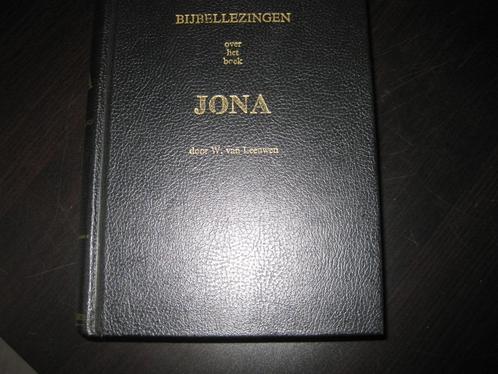 BIJBELLEZINGEN
over
het
boek
JONA
door W. van Leeuwen